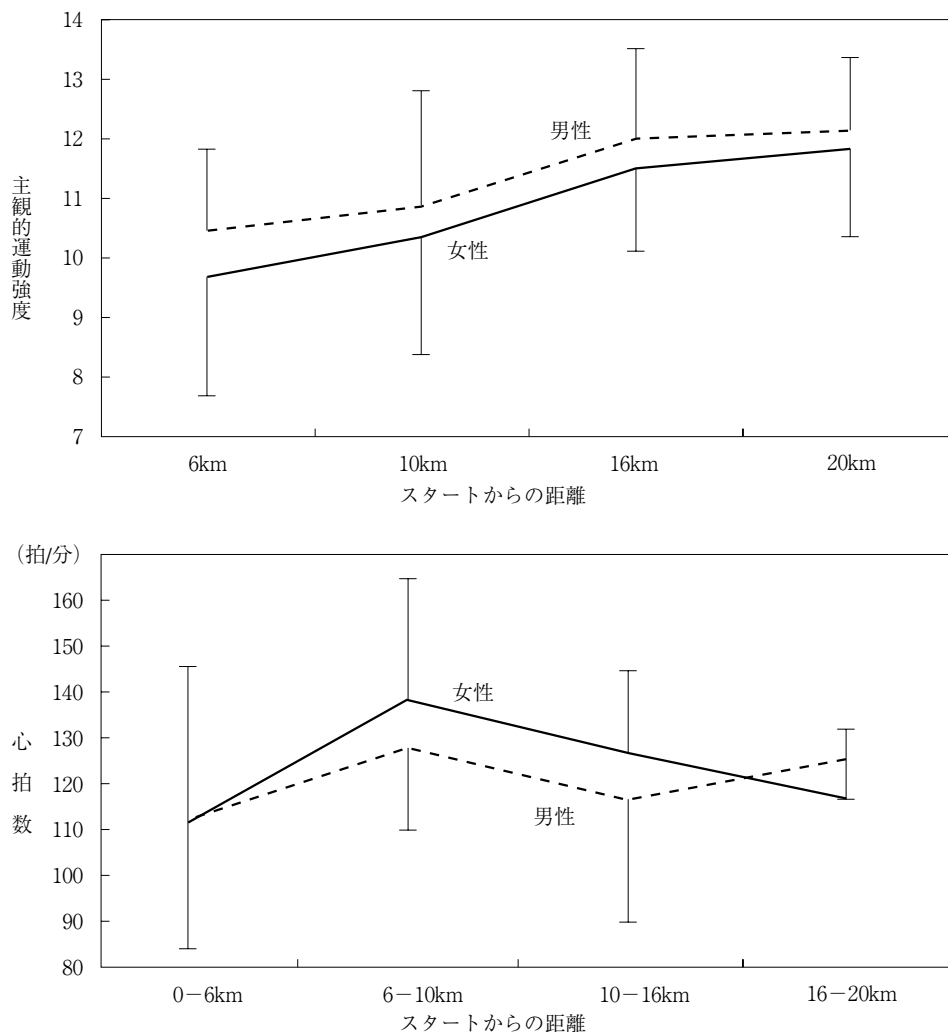 14
13
12
11
10
9
8
7
主観的運動強度
男性
女性
6km
10km
16km
20km
スタートからの距離
(拍/分)
160
150
140
130
120
110
100
90
80
心拍数
女性
男性
0−6km
6−10km
10−16km
16−20km
スタートからの距離